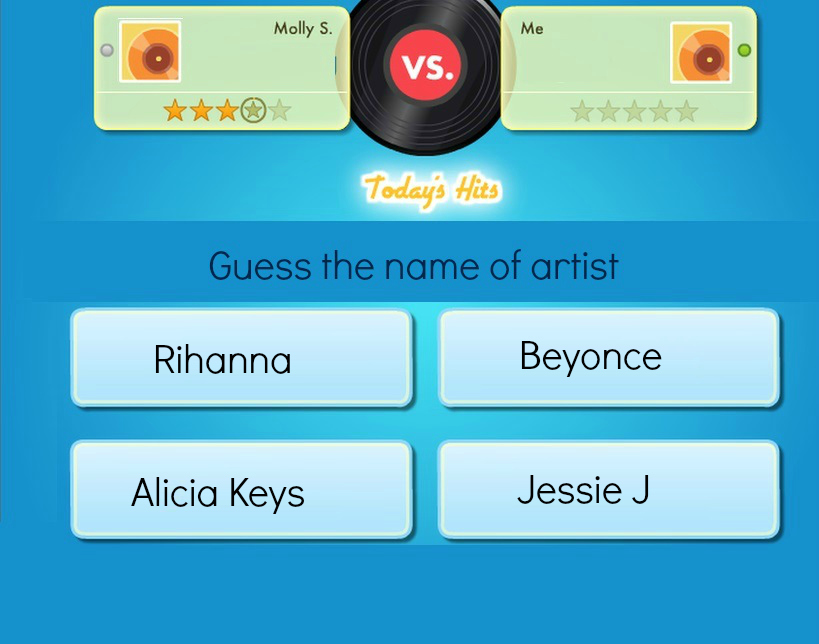 Molly S.
VS.
Me
Today's Hits
Guess the name of artist
Rihanna
Beyonce
Alicia Keys
Jessie J